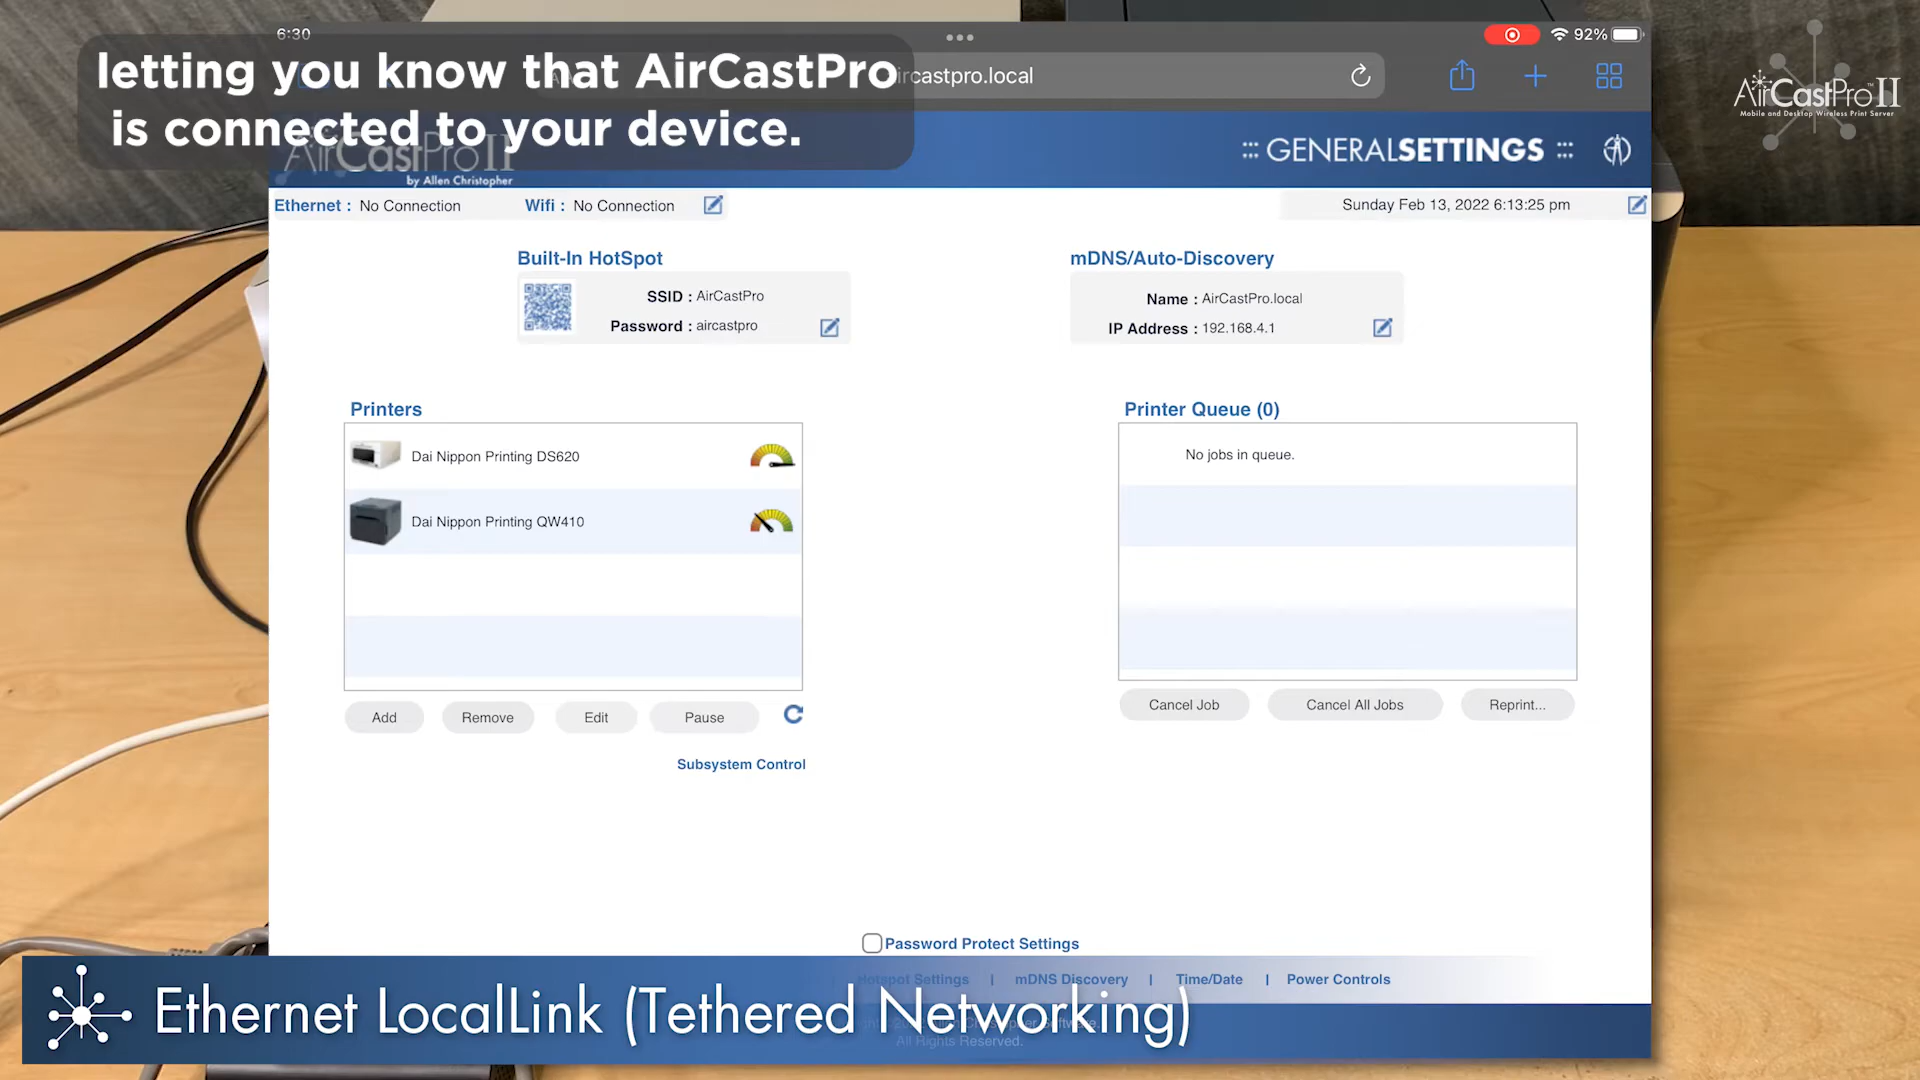 6:30
92%
letting you know that AirCastPro
is connected to your device.
ircastpro.local
AirCastPro II
Mobile and Desktop Wireless Print Server
AirCastPro II
by Allen Christopher
::: GENERALSETTINGS :::
Ethernet : No Connection
Wifi : No Connection
Sunday Feb 13, 2022 6:13:25 pm
Built-In HotSpot
SSID : AirCastPro
Password : aircastpro
mDNS/Auto-Discovery
Name : AirCastPro.local
IP Address : 192.168.4.1
Printers
Dai Nippon Printing DS620
Dai Nippon Printing QW410
Add
Remove
Edit
Pause
Subsystem Control
Printer Queue (0)
No jobs in queue.
Cancel Job
Cancel All Jobs
Reprint...
Password Protect Settings
Hotspot Settings | mDNS Discovery | Time/Date | Power Controls
Ethernet LocalLink (Tethered Networking)
All Rights Reserved.